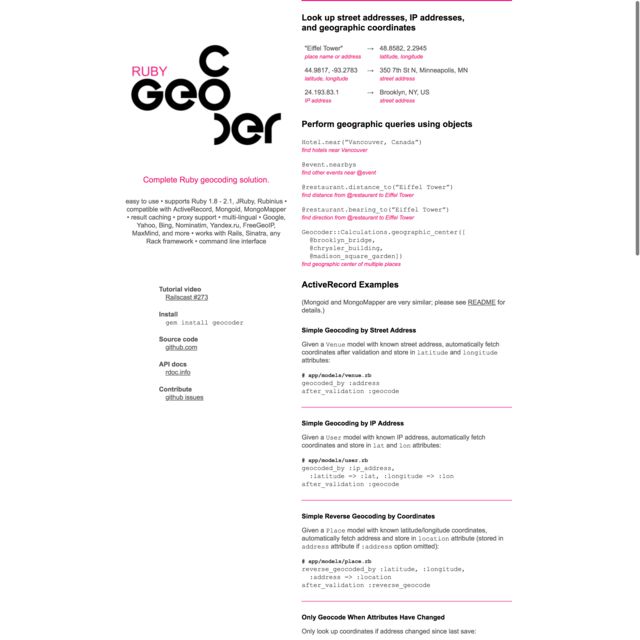 RUBY
Geocoder
Complete Ruby geocoding solution.
easy to use • supports Ruby 1.8 - 2.1, JRuby, Rubinius •
compatible with ActiveRecord, Mongoid, MongoMapper
• result caching • proxy support • multi-lingual • Google,
Yahoo, Bing, Nominatim, Yandex.ru, FreeGeoIP,
MaxMind, and more • works with Rails, Sinatra, any
Rack framework • command line interface
Tutorial video
Railscast #273
Install
gem install geocoder
Source code
github.com
API docs
rdoc.info
Contribute
github issues
Look up street addresses, IP addresses,
and geographic coordinates
"Eiffel Tower" → 48.8582, 2.2945
place name or address latitude, longitude
44.9817, -93.2783 → 350 7th St N, Minneapolis, MN
latitude, longitude street address
24.193.83.1 → Brooklyn, NY, US
IP address street address
Perform geographic queries using objects
Hotel.near("Vancouver, Canada")
find hotels near Vancouver
@event.nearbys
find other events near @event
@restaurant.distance_to("Eiffel Tower")
find distance from @restaurant to Eiffel Tower
@restaurant.bearing_to("Eiffel Tower")
find direction from @restaurant to Eiffel Tower
Geocoder::Calculations.geographic_center([
@brooklyn_bridge,
@chrysler_building,
@madison_square_garden])
find geographic center of multiple places
ActiveRecord Examples
(Mongoid and MongoMapper are very similar; please see README for
details.)
Simple Geocoding by Street Address
Given a Venue model with known street address, automatically fetch
coordinates after validation and store in latitude and longitude
attributes:
# app/models/venue.rb
geocoded_by :address
after_validation :geocode
Simple Geocoding by IP Address
Given a User model with known IP address, automatically fetch
coordinates and store in lat and lon attributes:
# app/models/user.rb
geocoded_by :ip_address,
:latitude => :lat, :longitude => :lon
after_validation :geocode
Simple Reverse Geocoding by Coordinates
Given a Place model with known latitude/longitude coordinates,
automatically fetch address and store in location attribute (stored in
address attribute if :address option omitted):
# app/models/place.rb
reverse_geocoded_by :latitude, :longitude,
:address => :location
after_validation :reverse_geocode
Only Geocode When Attributes Have Changed
Only look up coordinates if address changed since last save: